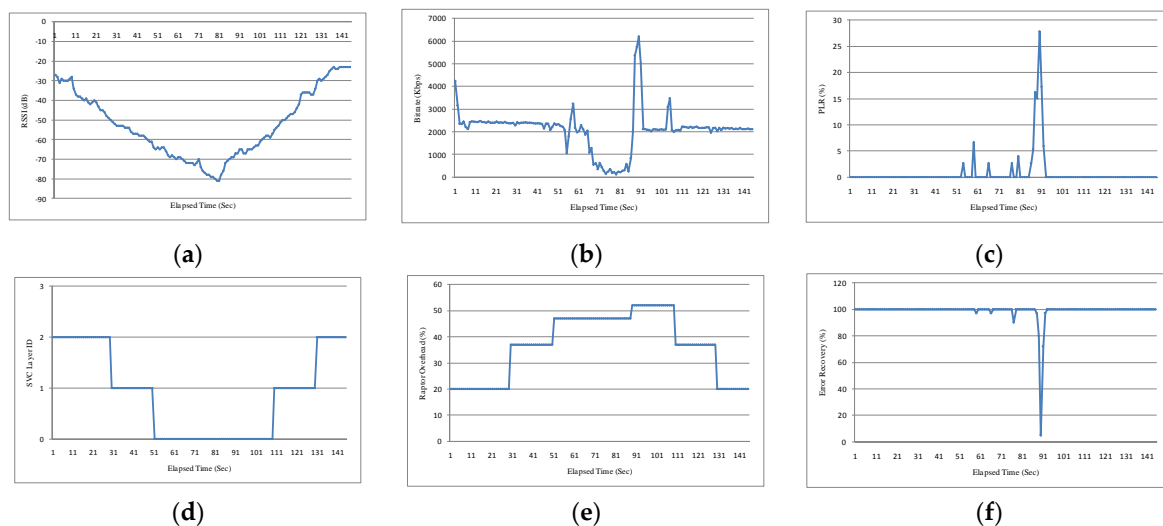 0
-10
-20
-30
-40
-50
-60
-70
-80
-90
RSSI (dB)
1 11 21 31 41 51 61 71 81 91 101 111 121 131 141
Elapsed Time (Sec)
(a)
7000
6000
5000
4000
3000
2000
1000
0
Bitrate (Kbps)
1 11 21 31 41 51 61 71 81 91 101 111 121 131 141
Elapsed Time (Sec)
(b)
30
25
20
15
10
5
0
PLR (%)
1 11 21 31 41 51 61 71 81 91 101 111 121 131 141
Elapsed Time (Sec)
(c)
3
2
1
0
SVC Layer ID
1 11 21 31 41 51 61 71 81 91 101 111 121 131 141
Elapsed Time (Sec)
(d)
60
50
40
30
20
10
0
Raptor Overhead (%)
1 11 21 31 41 51 61 71 81 91 101 111 121 131 141
Elapsed Time (Sec)
(e)
120
100
80
60
40
20
0
Error Recovery (%)
1 11 21 31 41 51 61 71 81 91 101 111 121 131 141
Elapsed Time (Sec)
(f)